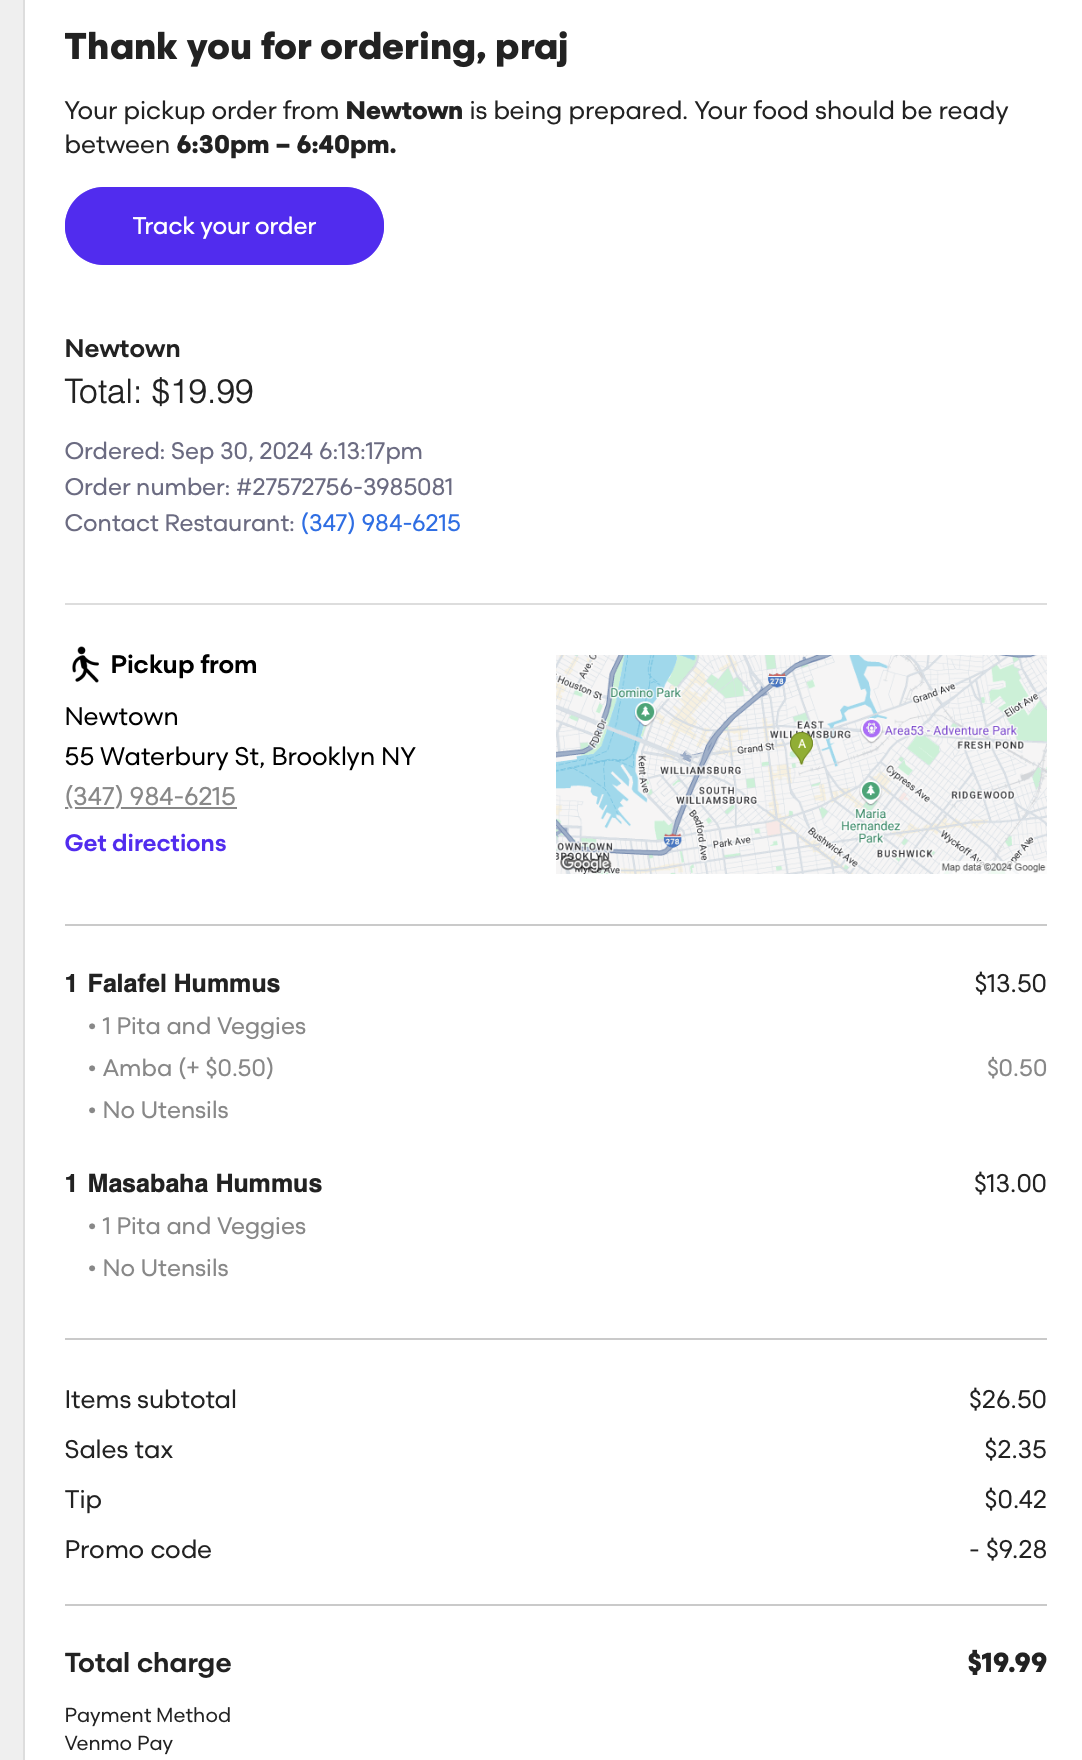 Thank you for ordering, praj
Your pickup order from Newtown is being prepared. Your food should be ready
between 6:30pm – 6:40pm.
Track your order
Newtown
Total: $19.99
Ordered: Sep 30, 2024 6:13:17pm
Order number: #27572756-3985081
Contact Restaurant: (347) 984-6215
Pickup from
Newtown
55 Waterbury St, Brooklyn NY
(347) 984-6215
Get directions
Ave. C
Houston St
Domino Park
278
Grand Ave
Eliot Ave
FDR Dr
EAST
WILLIAMSBURG
A
Area53 - Adventure Park
Grand St
FRESH POND
Kent Ave
WILLIAMSBURG
Cypress Ave
SOUTH
WILLIAMSBURG
RIDGEWOOD
Maria
Hernandez
Park
Bedford Ave
278
Park Ave
Bushwick Ave
Wyckoff Av
OWNTOWN
BROOKLYN
BUSHWICK
Google
Myrtle Ave
Map data ©2024 Google
1 Falafel Hummus $13.50
• 1 Pita and Veggies
• Amba (+ $0.50) $0.50
• No Utensils
1 Masabaha Hummus $13.00
• 1 Pita and Veggies
• No Utensils
Items subtotal $26.50
Sales tax $2.35
Tip $0.42
Promo code - $9.28
Total charge $19.99
Payment Method
Venmo Pay